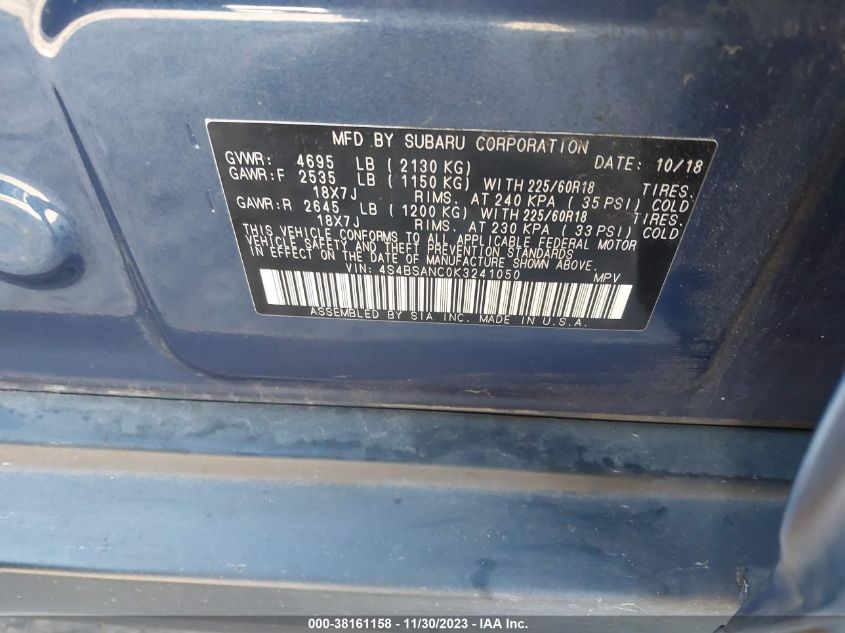 MFD BY SUBARU CORPORATION
GVWR: 4695 LB ( 2130 KG) DATE: 10/18
GAWR:F 2535 LB ( 1150 KG) WITH 225/60R18 TIRES.
18X7J RIMS. AT 240 KPA ( 35 PSI) COLD
GAWR:R 2645 LB ( 1200 KG) WITH 225/60R18 TIRES.
18X7J RIMS. AT 230 KPA ( 33 PSI) COLD
THIS VEHICLE CONFORMS TO ALL APPLICABLE FEDERAL MOTOR
VEHICLE SAFETY AND THEFT PREVENTION STANDARDS
IN EFFECT ON THE DATE OF MANUFACTURE SHOWN ABOVE.
VIN: 4S4BSANC0K3241050 MPV
ASSEMBLED BY SIA INC. MADE IN U.S.A.
000-38161158 - 11/30/2023 - IAA Inc.